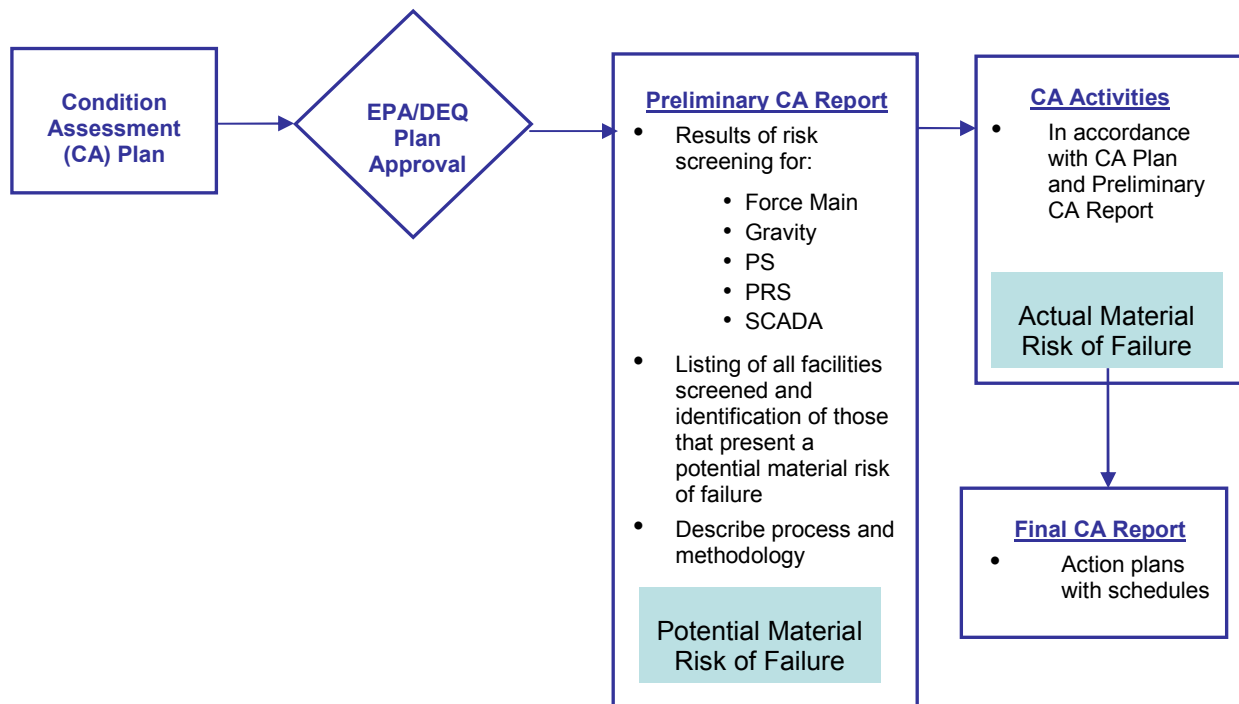 Condition
Assessment
(CA) Plan
EPA/DEQ
Plan
Approval
Preliminary CA Report
• Results of risk
screening for:
• Force Main
• Gravity
• PS
• PRS
• SCADA
• Listing of all facilities
screened and
identification of those
that present a
potential material risk
of failure
• Describe process and
methodology
Potential Material
Risk of Failure
CA Activities
• In accordance
with CA Plan
and Preliminary
CA Report
Actual Material
Risk of Failure
Final CA Report
• Action plans
with schedules